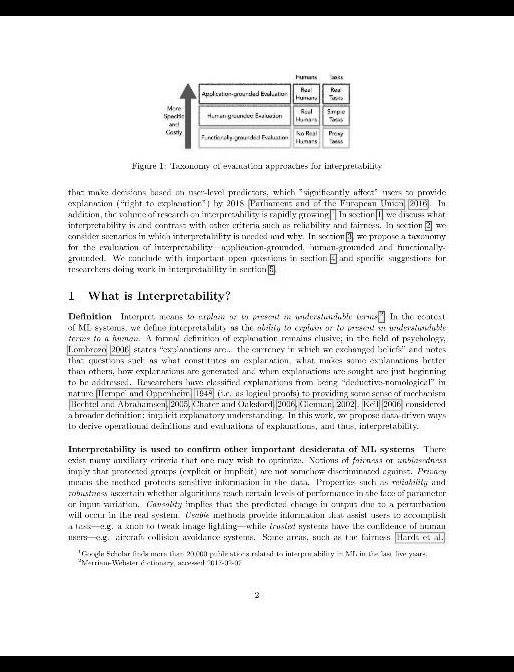 Humans Tasks
Application-grounded Evaluation Real Humans Real Tasks
More Specific and Costly
Human-grounded Evaluation Real Humans Simple Tasks
Functionally-grounded Evaluation No Real Humans Proxy Tasks
Figure 1: Taxonomy of evaluation approaches for interpretability
that make decisions based on user-level predictors, which "significantly affect" users to provide
explanation ("right to explanation") by 2018 [Parliament and of the European Union, 2016]. In
addition, the volume of research on interpretability is rapidly growing.1 In section 1, we discuss what
interpretability is and contrast with other criteria such as reliability and fairness. In section 2, we
consider scenarios in which interpretability is needed and why. In section 3, we propose a taxonomy
for the evaluation of interpretability—application-grounded, human-grounded and functionally-
grounded. We conclude with important open questions in section 4 and specific suggestions for
researchers doing work in interpretability in section 5.
1 What is Interpretability?
Definition Interpret means to explain or to present in understandable terms.2 In the context
of ML systems, we define interpretability as the ability to explain or to present in understandable
terms to a human. A formal definition of explanation remains elusive; in the field of psychology,
Lombrozo [2006] states "explanations are... the currency in which we exchanged beliefs" and notes
that questions such as what constitutes an explanation, what makes some explanations better
than others, how explanations are generated and when explanations are sought are just beginning
to be addressed. Researchers have classified explanations from being "deductive-nomological" in
nature [Hempel and Oppenheim, 1948] (i.e. as logical proofs) to providing some sense of mechanism
[Bechtel and Abrahamsen, 2005, Chater and Oaksford, 2006, Glennan, 2002]. Keil [2006] considered
a broader definition: implicit explanatory understanding. In this work, we propose data-driven ways
to derive operational definitions and evaluations of explanations, and thus, interpretability.
Interpretability is used to confirm other important desiderata of ML systems There
exist many auxiliary criteria that one may wish to optimize. Notions of fairness or unbiasedness
imply that protected groups (explicit or implicit) are not somehow discriminated against. Privacy
means the method protects sensitive information in the data. Properties such as reliability and
robustness ascertain whether algorithms reach certain levels of performance in the face of parameter
or input variation. Causality implies that the predicted change in output due to a perturbation
will occur in the real system. Usable methods provide information that assist users to accomplish
a task—e.g. a knob to tweak image lighting—while trusted systems have the confidence of human
users—e.g. aircraft collision avoidance systems. Some areas, such as the fairness [Hardt et al.,
1Google Scholar finds more than 20,000 publications related to interpretability in ML in the last five years.
2Merriam-Webster dictionary, accessed 2017-02-07
2